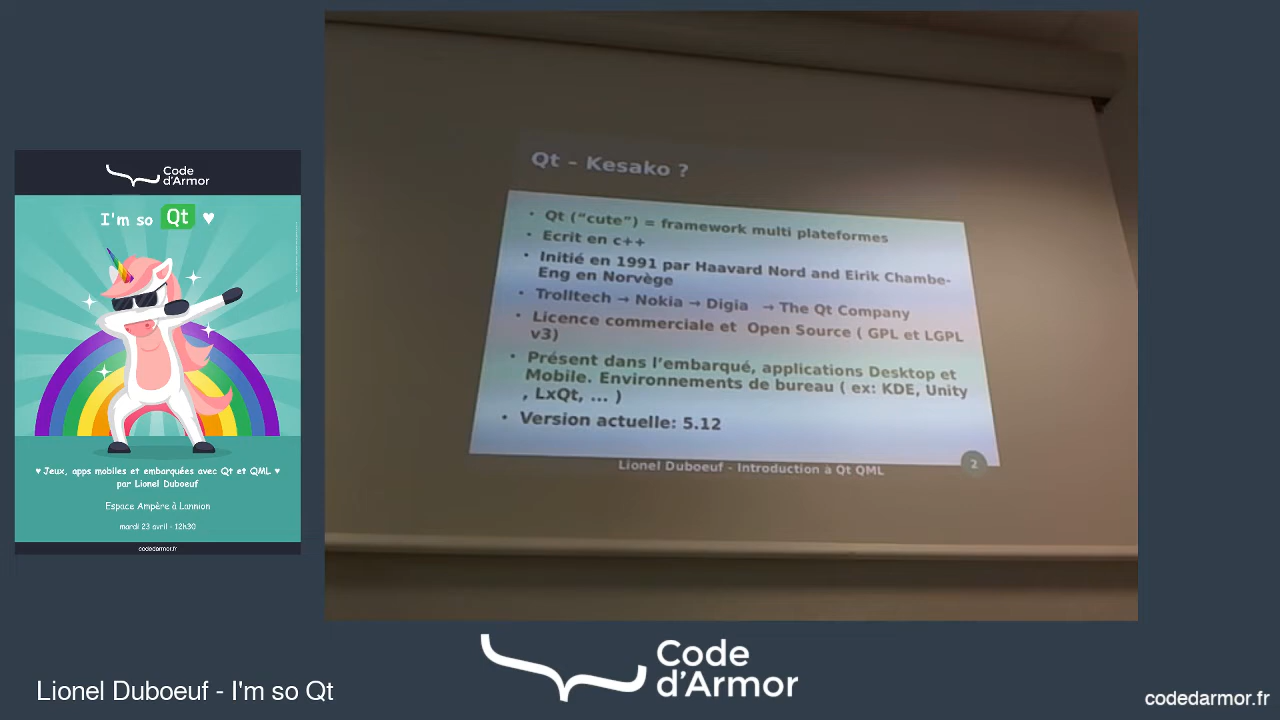 Code
d'Armor
I'm so Qt ♥
♥ Jeux, apps mobiles et embarquées avec Qt et QML ♥
par Lionel Duboeuf
Espace Ampère à Lannion
mardi 23 avril - 12h30
codedarmor.fr
Qt – Kesako ?
• Qt (“cute”) = framework multi plateformes
• Ecrit en c++
• Initié en 1991 par Haavard Nord and Eirik Chambe-
Eng en Norvège
• Trolltech → Nokia → Digia → The Qt Company
• Licence commerciale et Open Source ( GPL et LGPL
v3)
• Présent dans l’embarqué, applications Desktop et
Mobile. Environnements de bureau ( ex: KDE, Unity
, LxQt, ... )
• Version actuelle: 5.12
Lionel Duboeuf - Introduction à Qt QML
2
Lionel Duboeuf - I'm so Qt
Code
d'Armor
codedarmor.fr